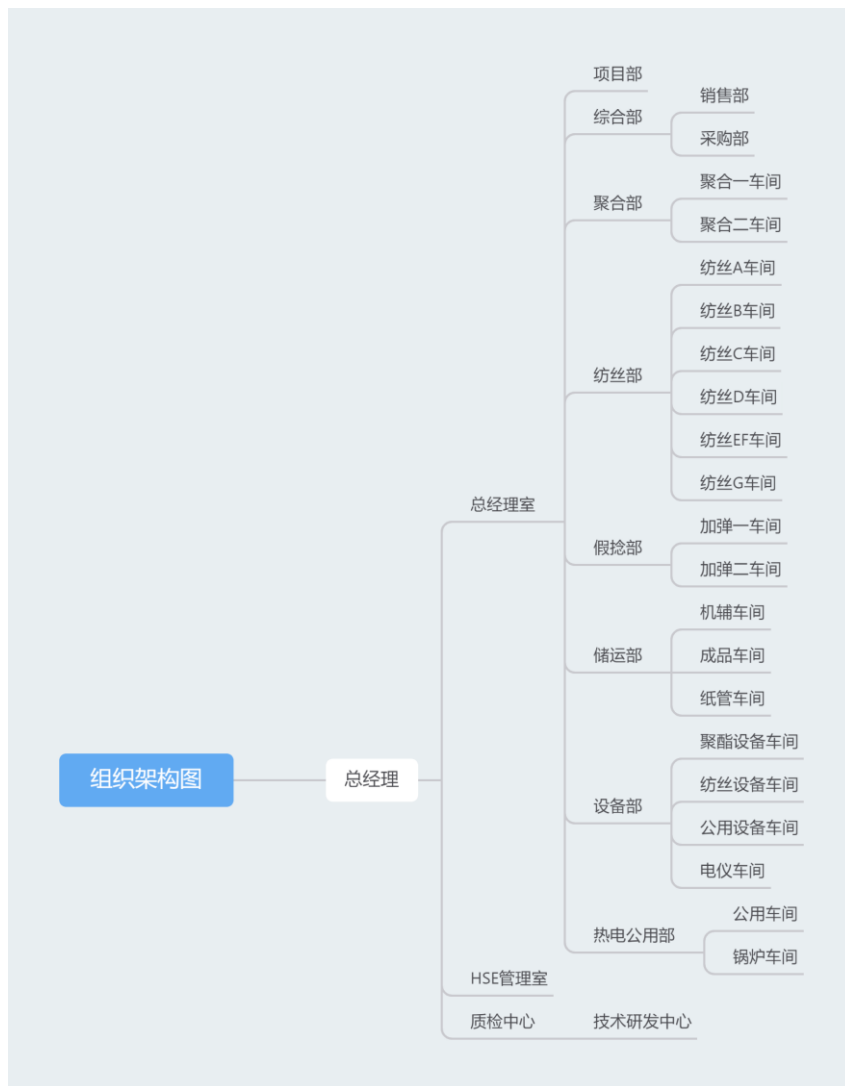 项目部
销售部
综合部
采购部
聚合一车间
聚合部
聚合二车间
纺丝A车间
纺丝B车间
纺丝C车间
纺丝部
纺丝D车间
纺丝EF车间
纺丝G车间
总经理室
加弹一车间
假捻部
加弹二车间
机辅车间
储运部
成品车间
纸管车间
聚酯设备车间
组织架构图
总经理
纺丝设备车间
设备部
公用设备车间
电仪车间
公用车间
热电公用部
锅炉车间
HSE管理室
质检中心
技术研发中心